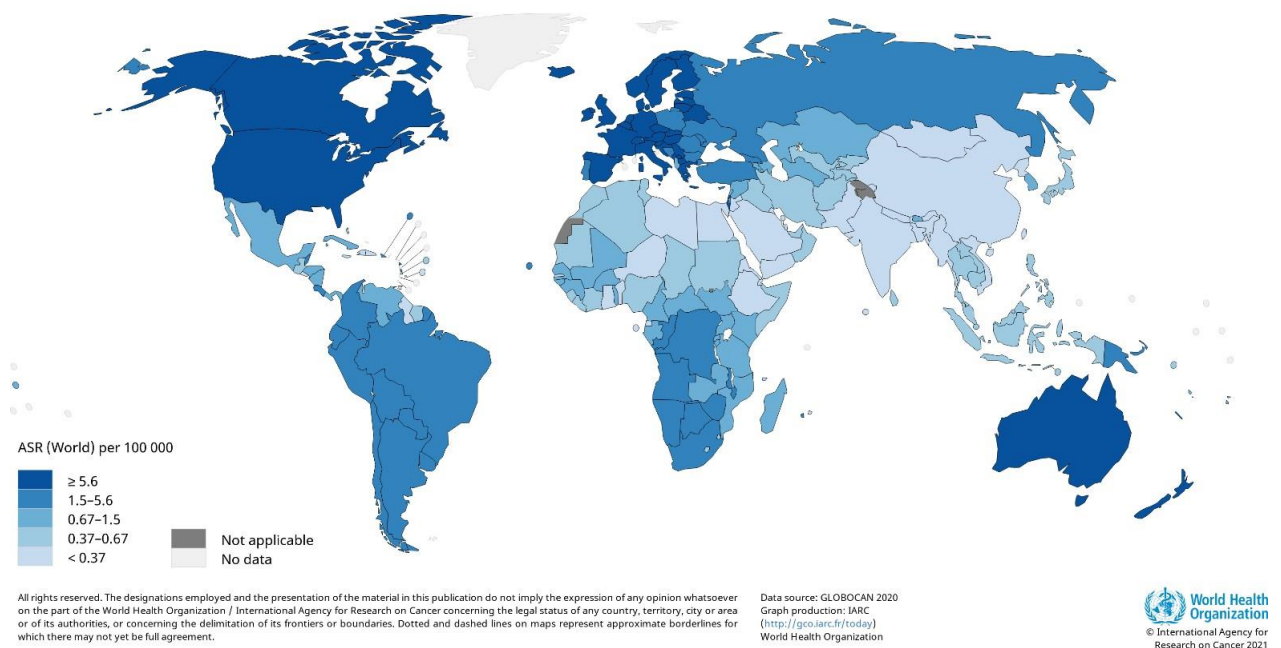 ASR (World) per 100 000
≥ 5.6
1.5–5.6
0.67–1.5
0.37–0.67
< 0.37
Not applicable
No data
All rights reserved. The designations employed and the presentation of the material in this publication do not imply the expression of any opinion whatsoever
on the part of the World Health Organization / International Agency for Research on Cancer concerning the legal status of any country, territory, city or area
or of its authorities, or concerning the delimitation of its frontiers or boundaries. Dotted and dashed lines on maps represent approximate borderlines for
which there may not yet be full agreement.
Data source: GLOBOCAN 2020
Graph production: IARC
(http://gco.iarc.fr/today)
World Health Organization
World Health
Organization
© International Agency for
Research on Cancer 2021